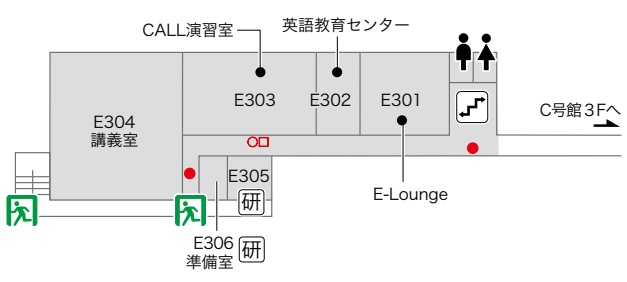 CALL演習室
英語教育センター
E303
E302
E301
E304
講義室
C号館3Fへ
E305
研
E-Lounge
E306
準備室
研